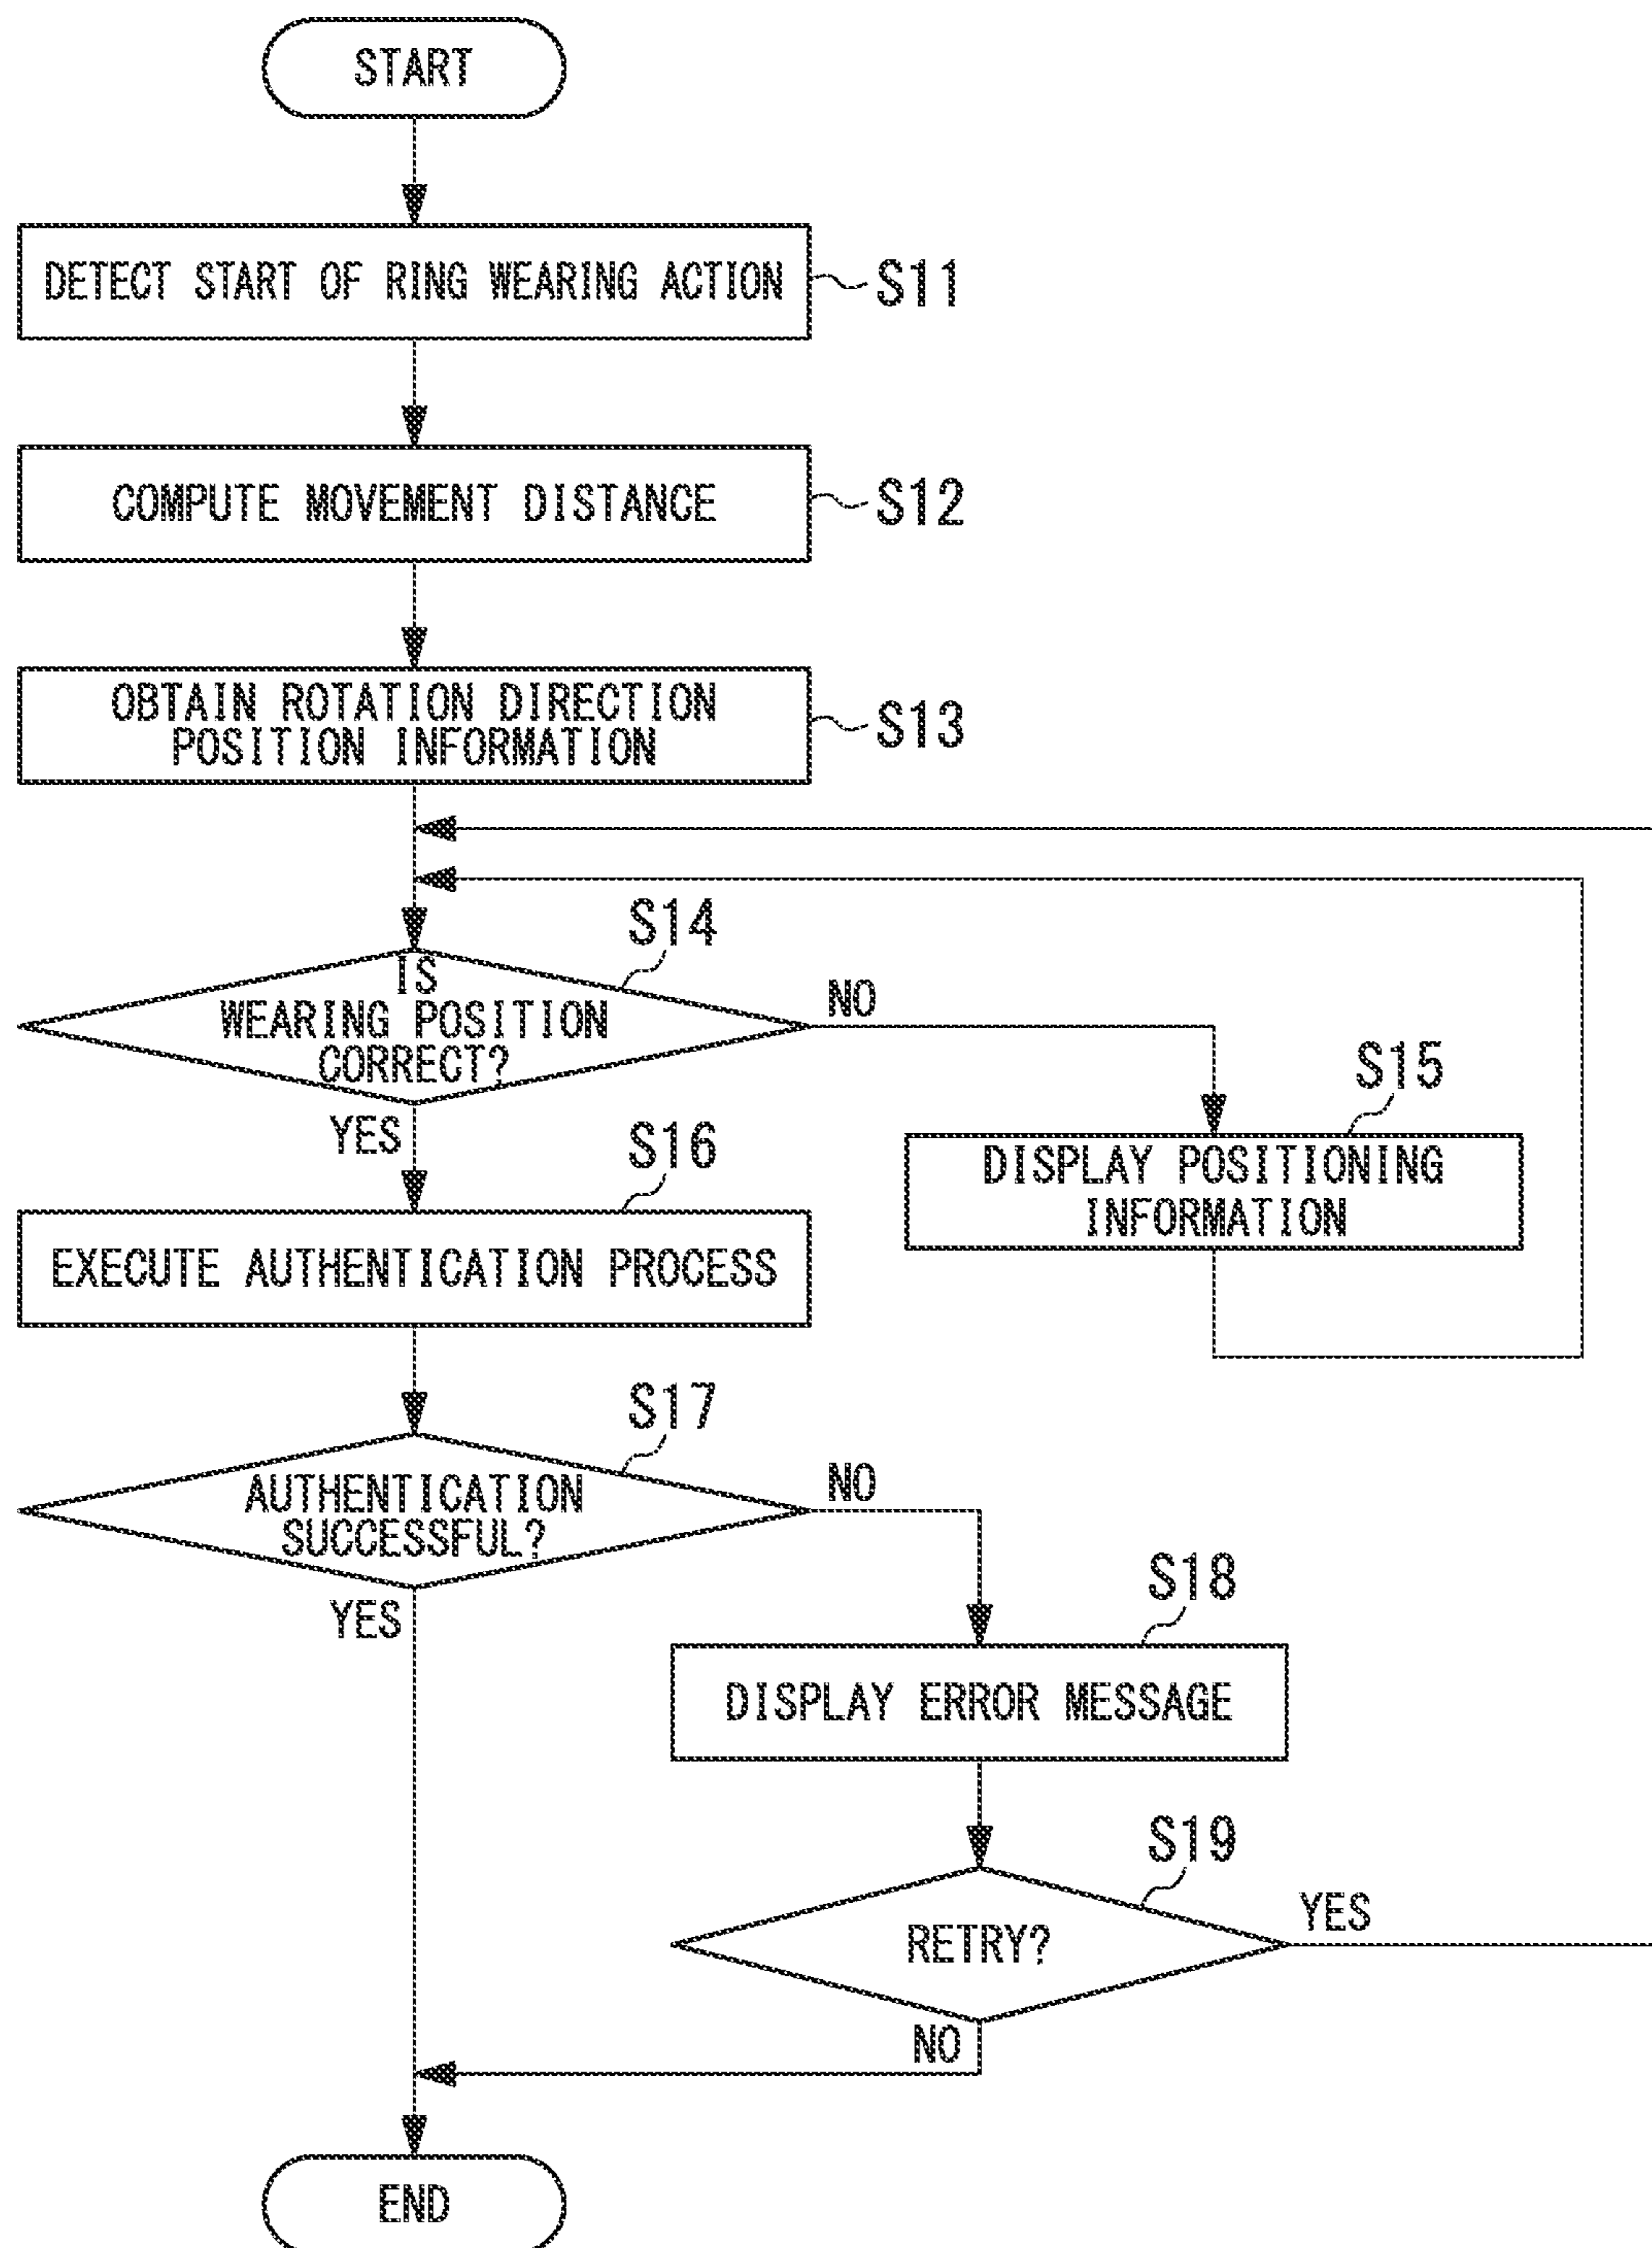 START
DETECT START OF RING WEARING ACTION
S11
COMPUTE MOVEMENT DISTANCE
S12
OBTAIN ROTATION DIRECTION
POSITION INFORMATION
S13
S14
IS
WEARING POSITION
CORRECT?
NO
YES
S15
DISPLAY POSITIONING
INFORMATION
S16
EXECUTE AUTHENTICATION PROCESS
S17
AUTHENTICATION
SUCCESSFUL?
NO
YES
S18
DISPLAY ERROR MESSAGE
S19
RETRY?
YES
NO
END